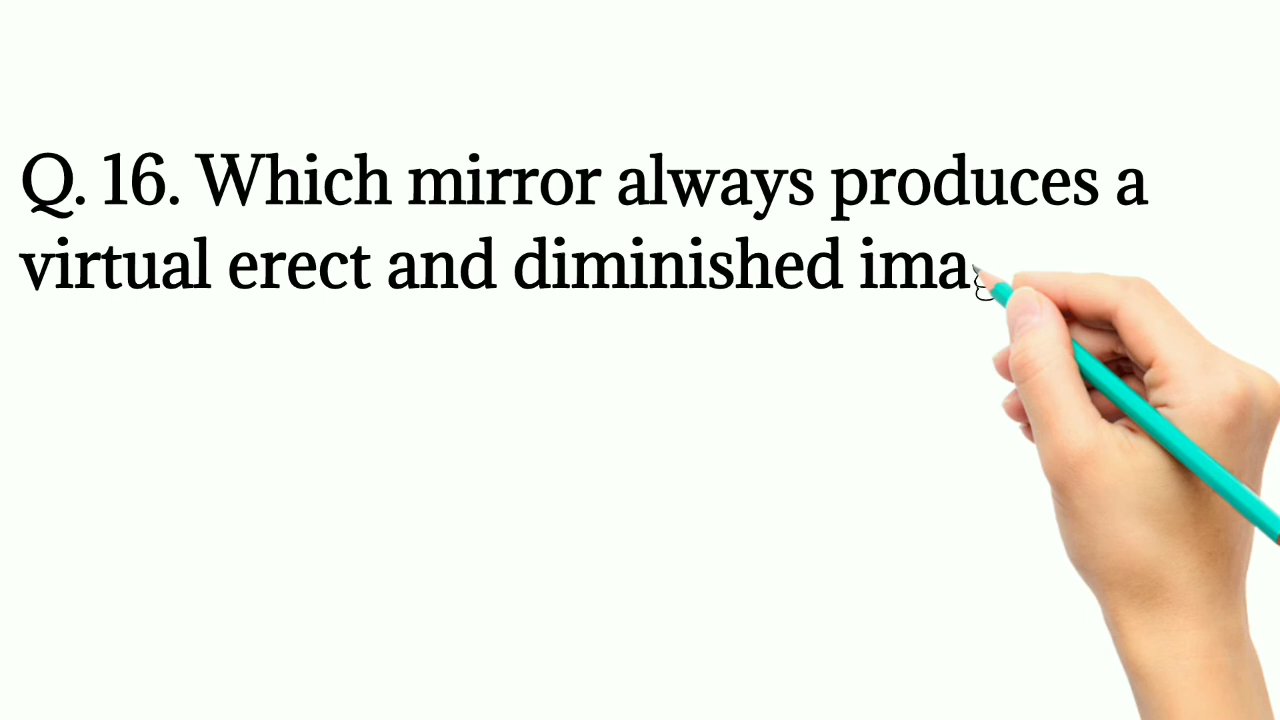 Q. 16. Which mirror always produces a
virtual erect and diminished ima